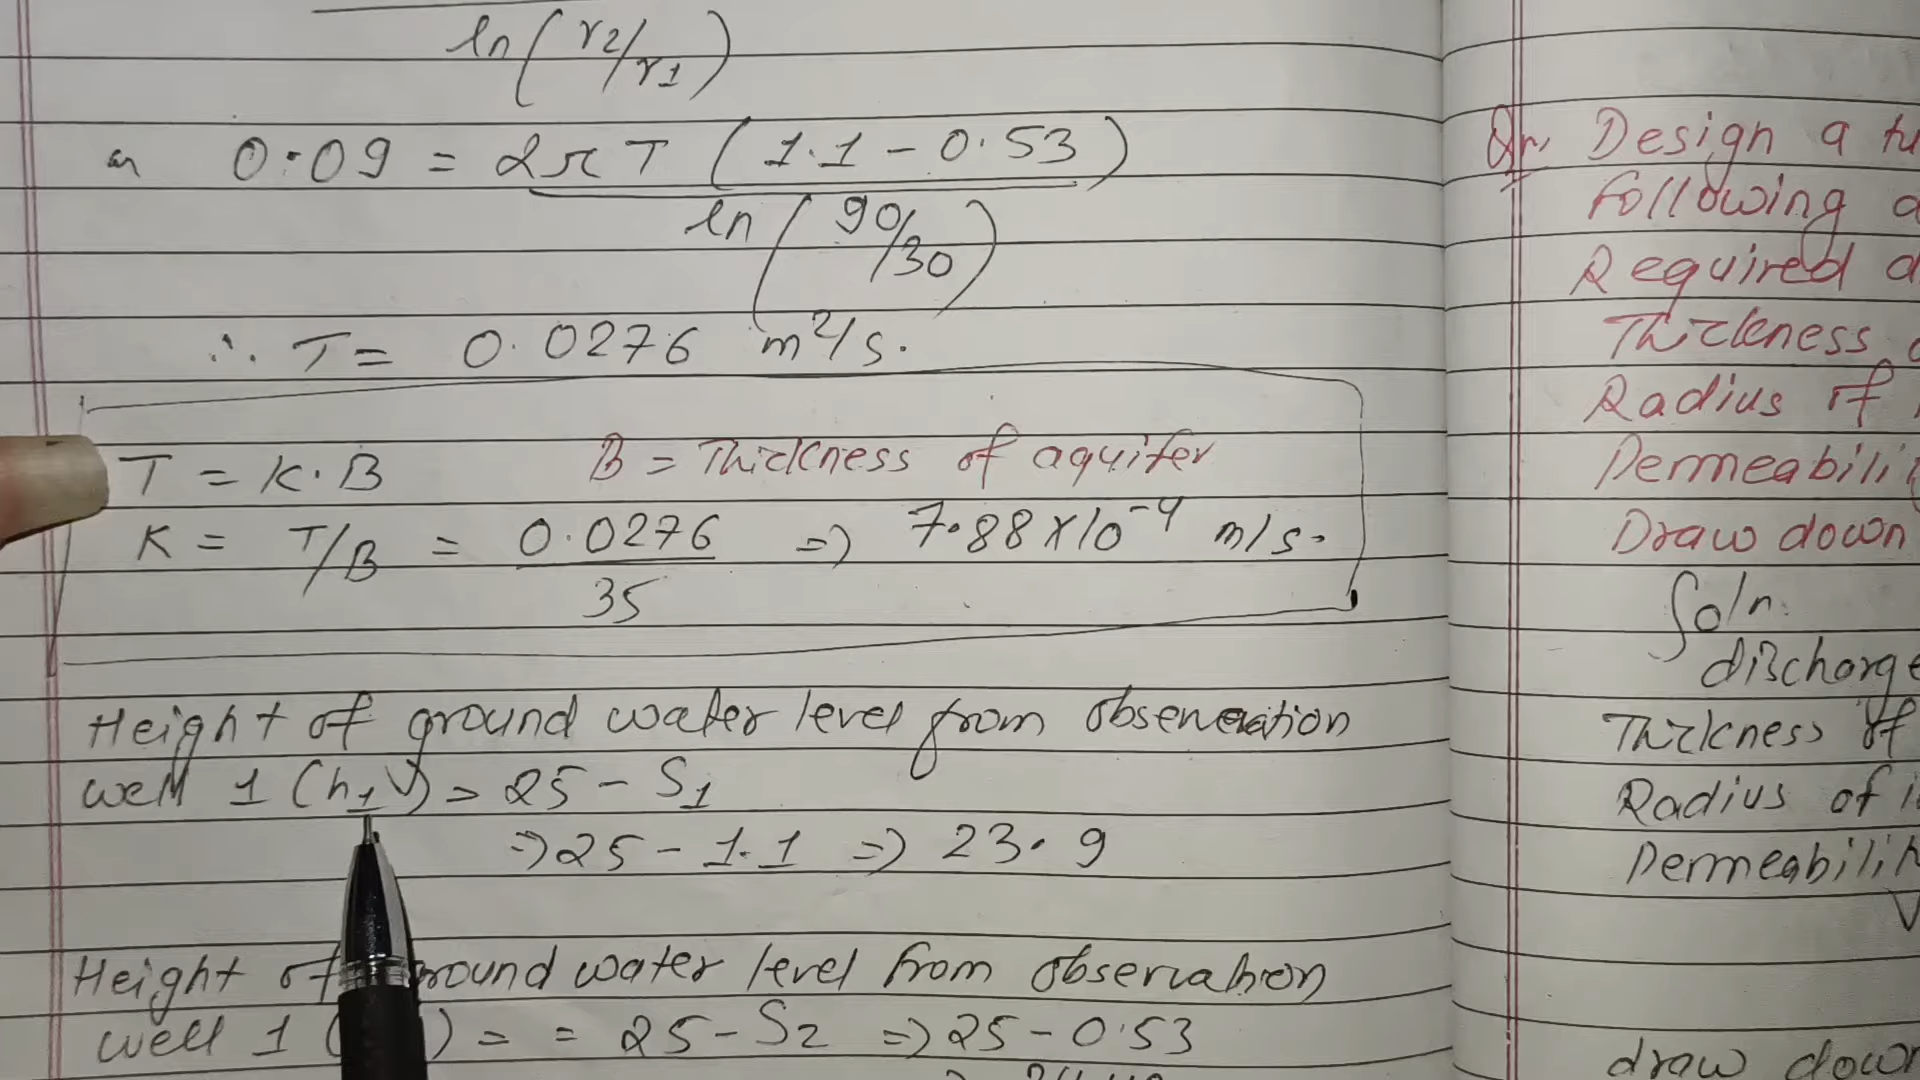 ln(r2/r1)
or 0.09 = 2πT (1.1 - 0.53)
ln(90/30)
∴ T = 0.0276 m²/s.
T = K.B B = Thickness of aquifer
K = T/B = 0.0276 => 7.88x10⁻⁴ m/s.
35
Height of ground water level from observation
well 1 (h1) => 25 - S1
=> 25 - 1.1 => 23.9
Height of ground water level from observation
well 1 ( ) = = 25 - S2 => 25 - 0.53
Qn. Design a
Following
Required
Thickness
Radius of
Permeabili
Draw down
Soln.
discharge
Thickness of
Radius of i
Permeabili
draw down